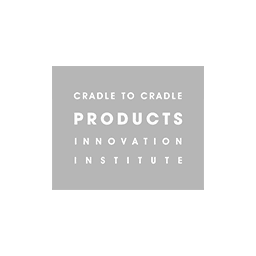 CRADLE TO CRADLE
PRODUCTS
INNOVATION
INSTITUTE